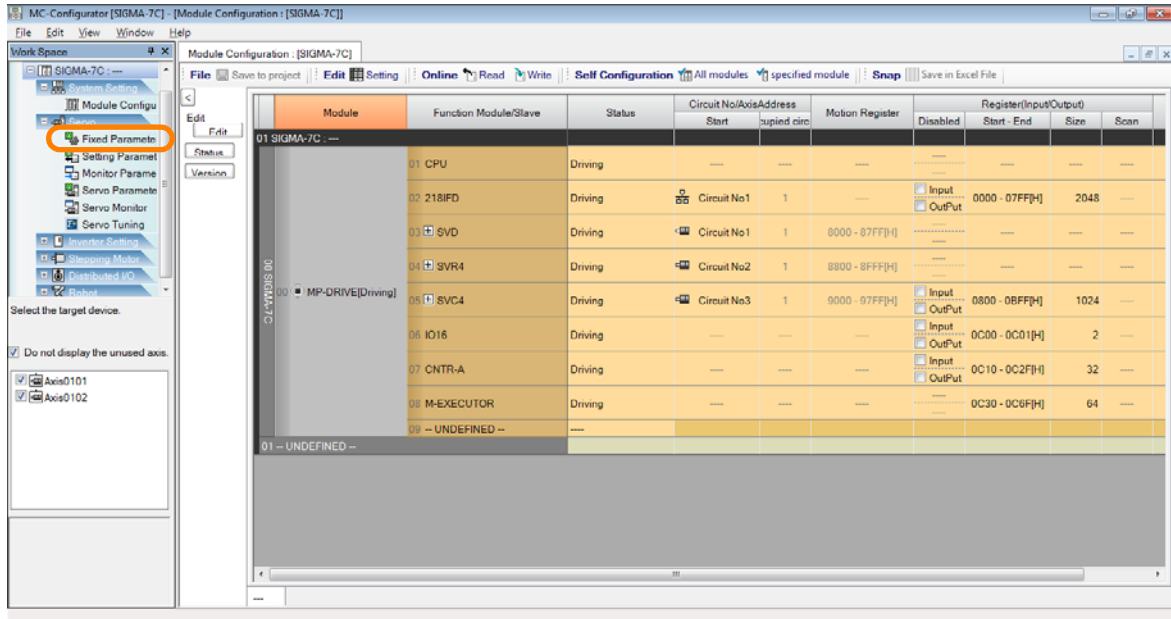 MC-Configurator [SIGMA-7C] - [Module Configuration : [SIGMA-7C]]
File Edit View Window Help
Work Space
SIGMA-7C : ---
System Setting
Module Configu
Servo
Fixed Paramete
Setting Paramet
Monitor Parame
Servo Paramete
Servo Monitor
Servo Tuning
Inverter Setting
Stepping Motor
Distributed I/O
Robot
Select the target device.
Do not display the unused axis.
Axis0101
Axis0102
Module Configuration : [SIGMA-7C]
File Save to project Edit Setting Online Read Write Self Configuration All modules specified module Snap Save in Excel File
<
Edit
Edit
Status
Version
Module Function Module/Slave Status Circuit No/AxisAddress Motion Register Register(Input/Output)
Start cupied circ Disabled Start - End Size Scan
01 SIGMA-7C : ---
00 SIGMA-7C
00 MP-DRIVE[Driving]
01 CPU Driving ---- ---- ---- ---- ---- ---- ----
02 218IFD Driving Circuit No1 1 ---- Input OutPut 0000 - 07FF[H] 2048 ----
03 SVD Driving Circuit No1 1 8000 - 87FF[H] ---- ---- ---- ----
04 SVR4 Driving Circuit No2 1 8800 - 8FFF[H] ---- ---- ---- ----
05 SVC4 Driving Circuit No3 1 9000 - 97FF[H] Input OutPut 0800 - 0BFF[H] 1024 ----
06 IO16 Driving ---- ---- ---- Input OutPut 0C00 - 0C01[H] 2 ----
07 CNTR-A Driving ---- ---- ---- Input OutPut 0C10 - 0C2F[H] 32 ----
08 M-EXECUTOR Driving ---- ---- ---- ---- 0C30 - 0C6F[H] 64 ----
09 -- UNDEFINED -- ----
01 -- UNDEFINED --
---